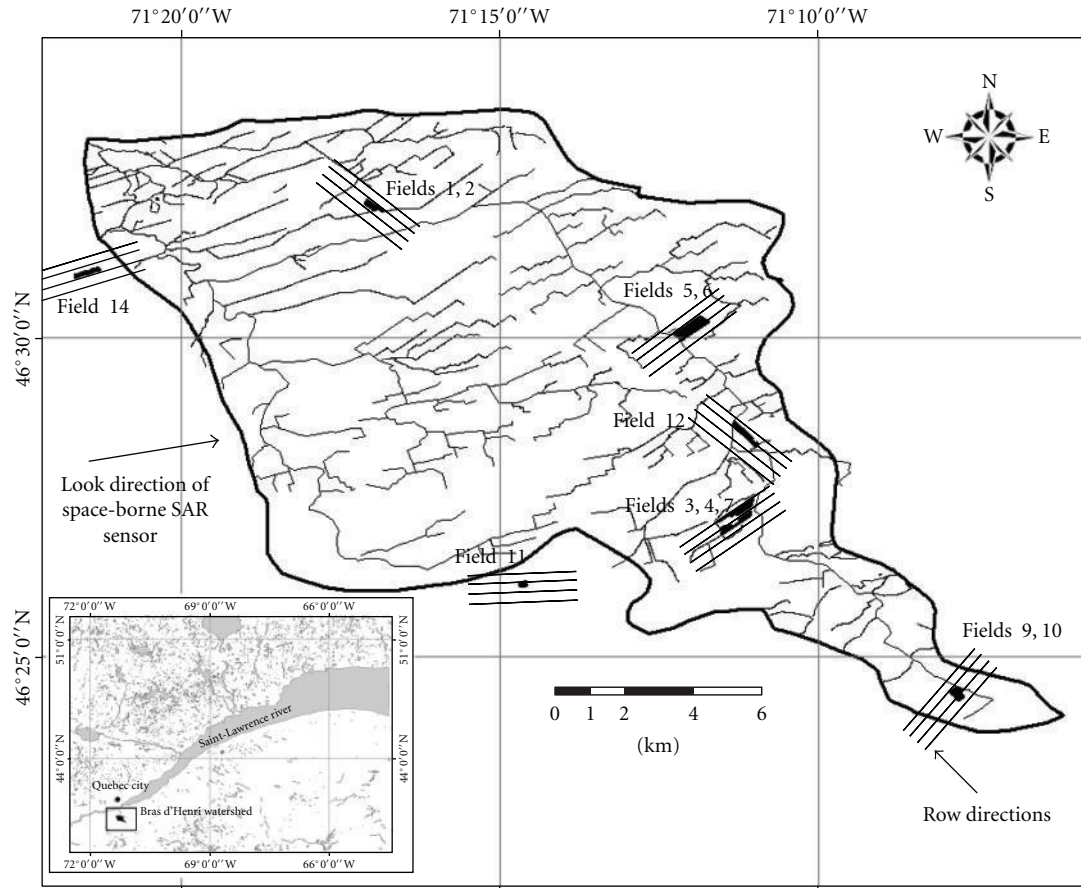 71°20′0′′W
71°15′0′′W
71°10′0′′W
N
W
E
S
Fields 1, 2
Field 14
Fields 5, 6
46°30′0′′N
Field 12
Look direction of
space-borne SAR
sensor
Fields 3, 4, 7
Field 11
46°25′0′′N
Fields 9, 10
0 1 2 4 6
(km)
Row directions
72°0′0′′W
69°0′0′′W
66°0′0′′W
51°0′0′′N
51°0′0′′N
Saint-Lawrence river
44°0′0′′N
44°0′0′′N
Quebec city
Bras d'Henri watershed
72°0′0′′W
69°0′0′′W
66°0′0′′W